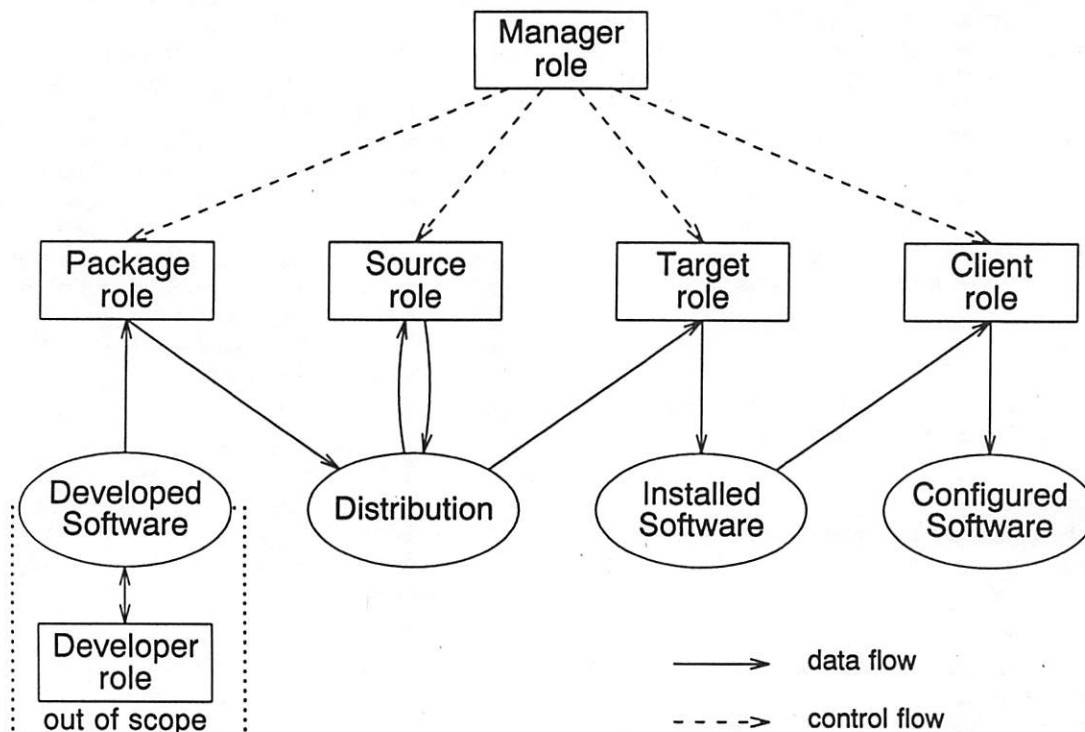 Manager
role
Package
role
Source
role
Target
role
Client
role
Developed
Software
Distribution
Installed
Software
Configured
Software
Developer
role
out of scope
data flow
control flow